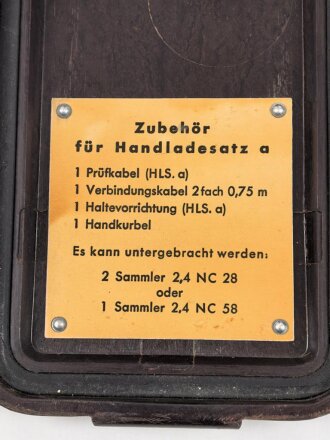 Zubehör
für Handladesatz a
1 Prüfkabel (HLS. a)
1 Verbindungskabel 2fach 0,75 m
1 Haltevorrichtung (HLS. a)
1 Handkurbel
Es kann untergebracht werden:
2 Sammler 2,4 NC 28
oder
1 Sammler 2,4 NC 58